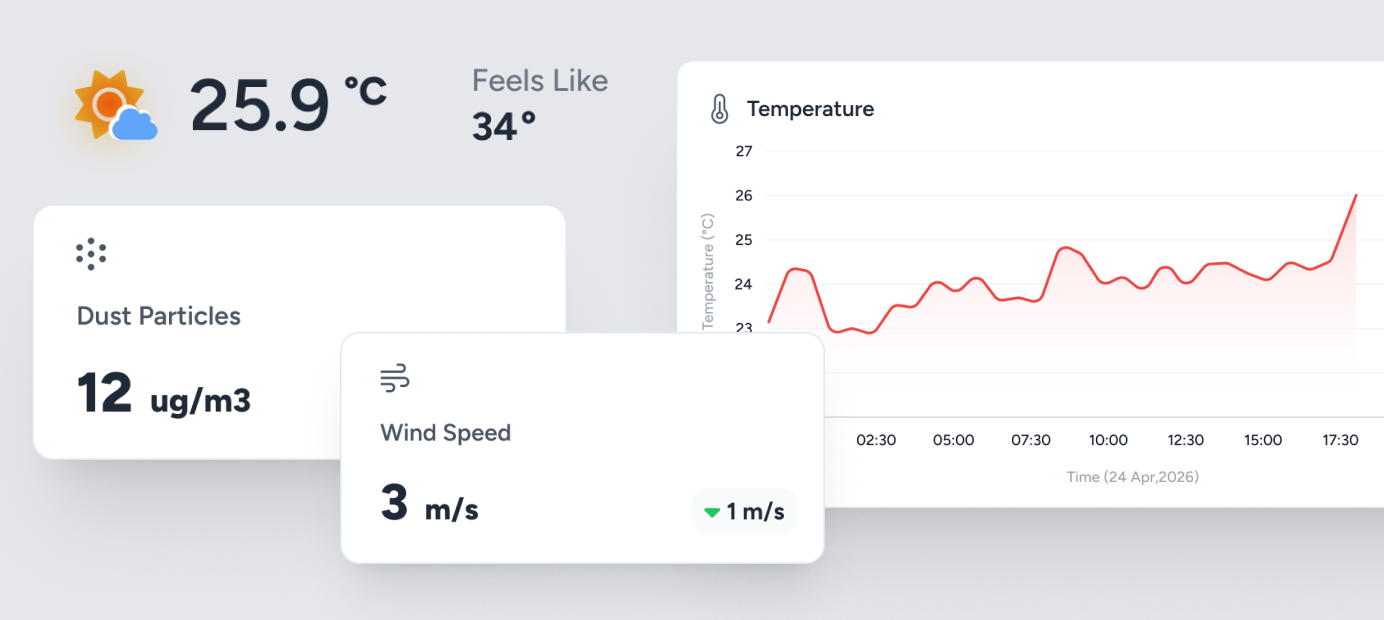 25.9 °C
Feels Like
34°
Dust Particles
12 ug/m3
Wind Speed
3 m/s
1 m/s
Temperature
27
26
25
24
23
Temperature (°C)
02:30 05:00 07:30 10:00 12:30 15:00 17:30
Time (24 Apr,2026)